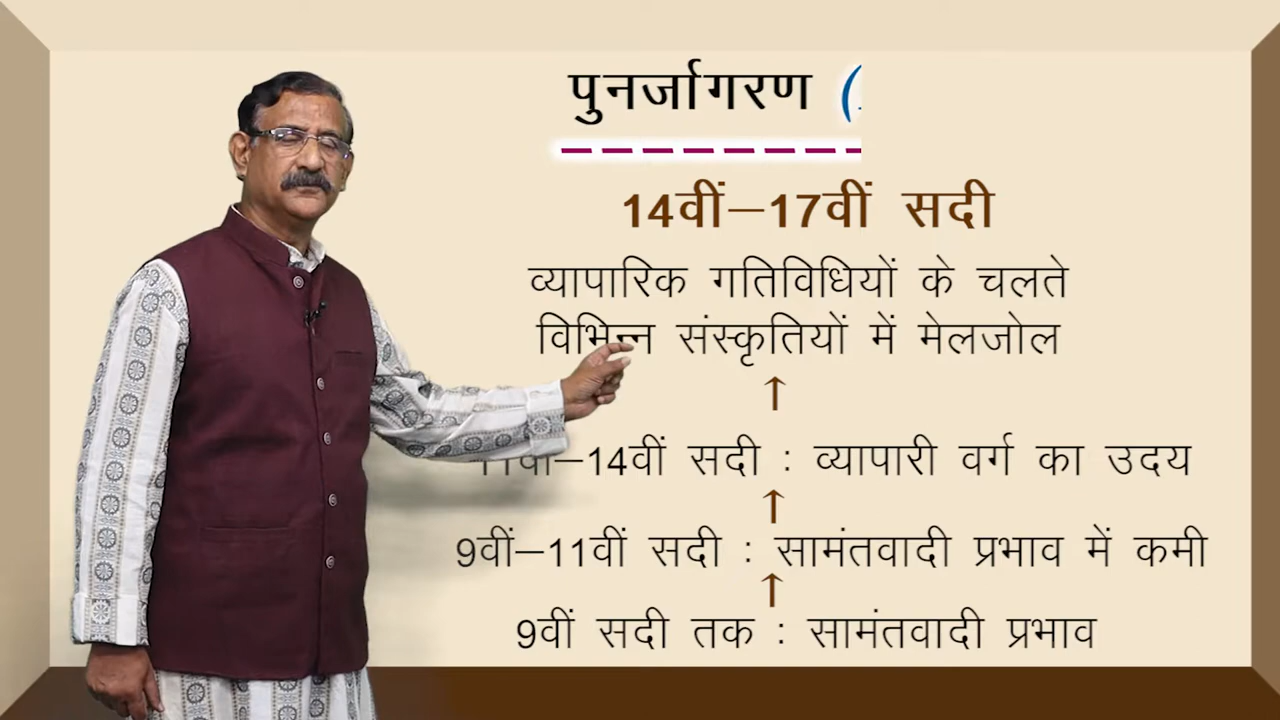 पुनर्जागरण (
14वीं–17वीं सदी
व्यापारिक गतिविधियों के चलते
विभिन्न संस्कृतियों में मेलजोल
↑
–14वीं सदी : व्यापारी वर्ग का उदय
↑
9वीं–11वीं सदी : सामंतवादी प्रभाव में कमी
↑
9वीं सदी तक : सामंतवादी प्रभाव